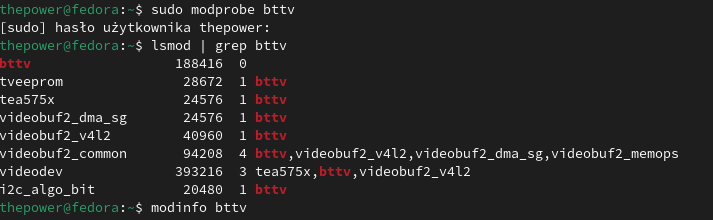 thepower@fedora:~$ sudo modprobe bttv
[sudo] hasło użytkownika thepower:
thepower@fedora:~$ lsmod | grep bttv
bttv                  188416  0
tveeprom               28672  1 bttv
tea575x                24576  1 bttv
videobuf2_dma_sg       24576  1 bttv
videobuf2_v4l2         40960  1 bttv
videobuf2_common       94208  4 bttv,videobuf2_v4l2,videobuf2_dma_sg,videobuf2_memops
videodev              393216  3 tea575x,bttv,videobuf2_v4l2
i2c_algo_bit           20480  1 bttv
thepower@fedora:~$ modinfo bttv